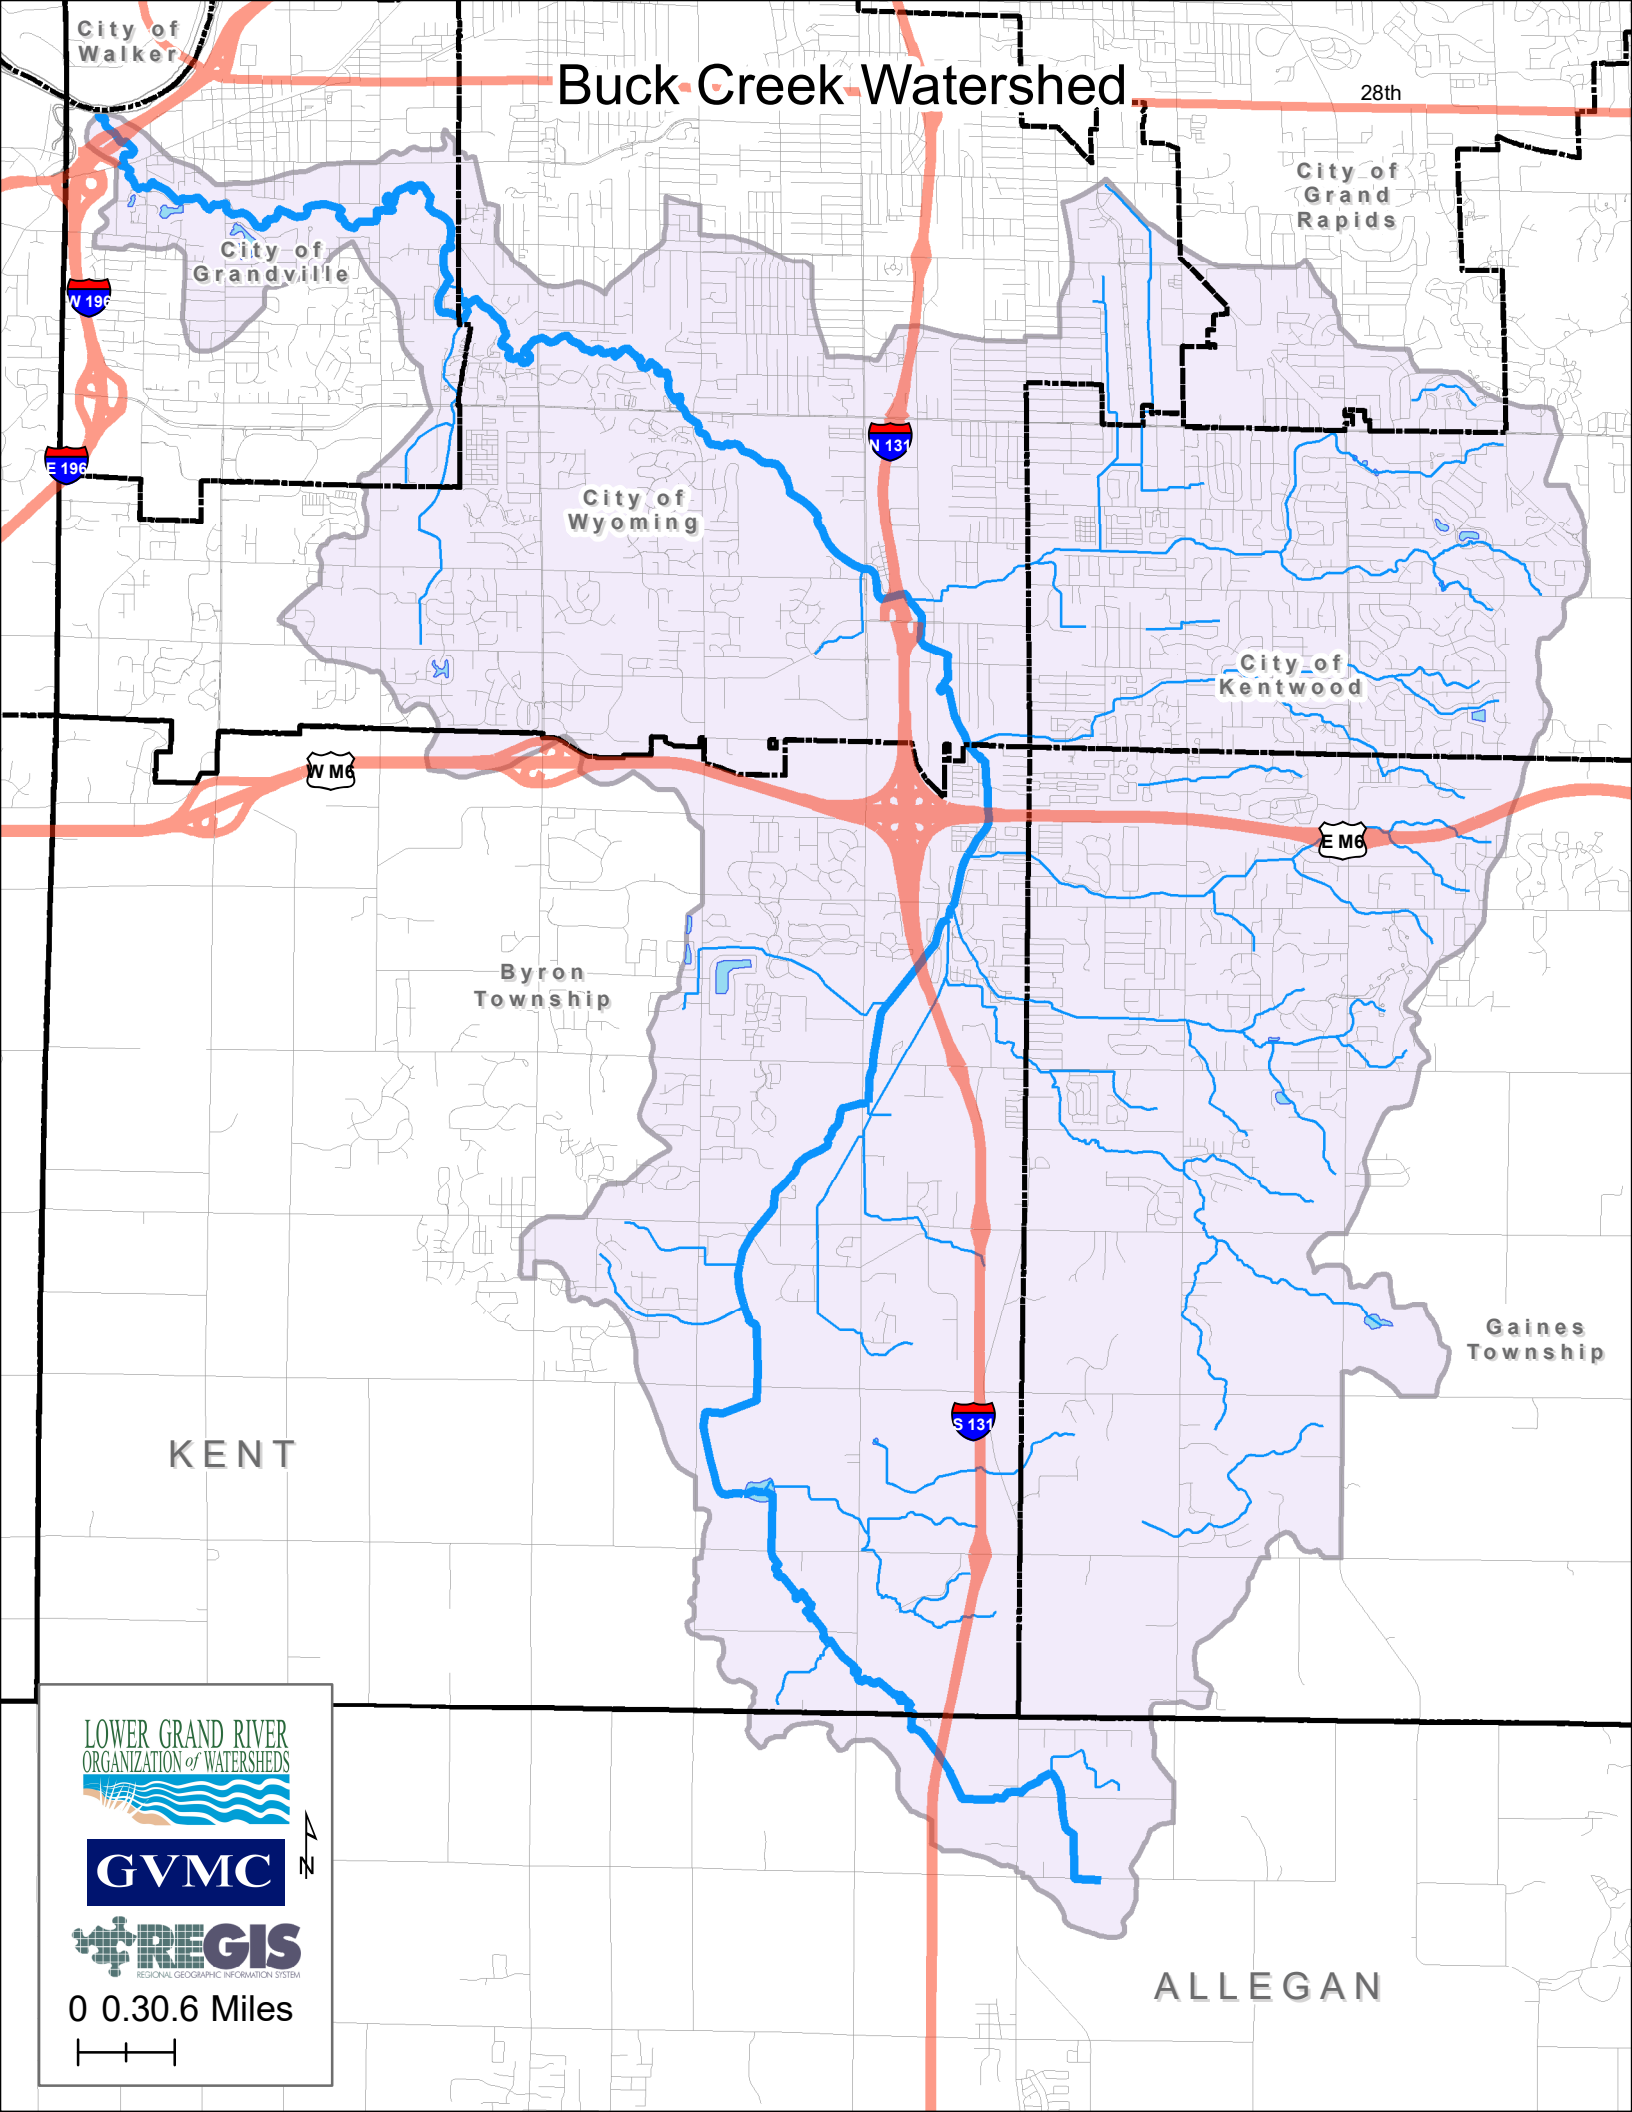 City of
Walker
Buck Creek Watershed
28th
City of
Grand
Rapids
City of
Grandville
W 196
N 131
E 196
City of
Wyoming
City of
Kentwood
W M6
E M6
Byron
Township
Gaines
Township
S 131
KENT
LOWER GRAND RIVER
ORGANIZATION of WATERSHEDS
GVMC
N
REGIS
REGIONAL GEOGRAPHIC INFORMATION SYSTEM
0 0.30.6 Miles
ALLEGAN